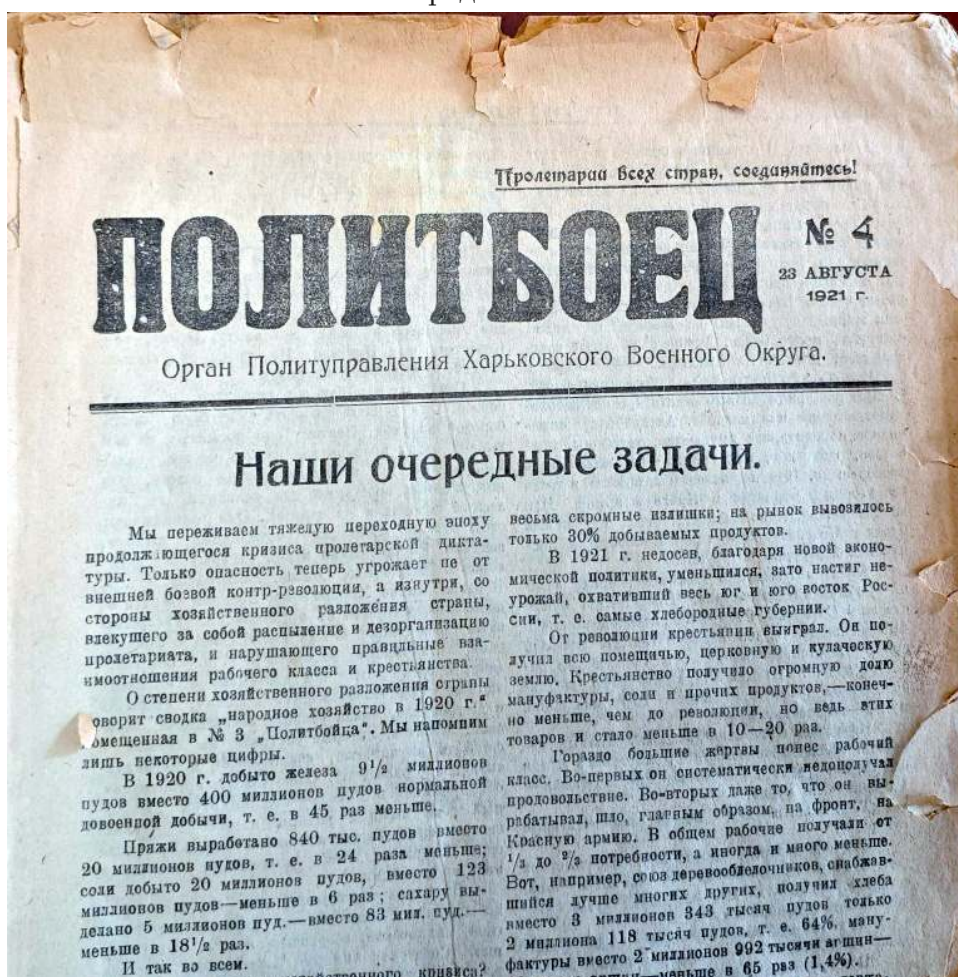 Пролетарии всех стран, соединяйтесь!
ПОЛИТБОЕЦ
№ 4
23 АВГУСТА
1921 г.
Орган Политуправления Харьковского Военного Округа.
Наши очередные задачи.
Мы переживаем тяжелую переходную эпоху
продолжающегося кризиса пролетарской дикта-
туры. Только опасность теперь угрожает не от
внешней боевой контр-революции, а изнутри, со
стороны хозяйственного разложения страны,
влекущего за собой распыление и дезорганизацию
пролетариата, и нарушающего правильные вза-
имоотношения рабочего класса и крестьянства.
О степени хозяйственного разложения страны
говорит сводка „народное хозяйство в 1920 г.“
помещенная в № 3 „Политбойца“. Мы напомним
лишь некоторые цифры.
В 1920 г. добыто железа 9½ миллионов
пудов вместо 400 миллионов пудов нормальной
довоенной добычи, т. е. в 45 раз меньше.
Пряжи выработано 840 тыс. пудов вместо
20 миллионов пудов, т. е. в 24 раза меньше;
соли добыто 20 миллионов пудов, вместо 123
миллионов пудов—меньше в 6 раз; сахару вы-
делано 5 миллионов пуд.—вместо 83 мил. пуд.—
меньше в 18½ раз.
И так во всем.
кризиса?
весьма скромные излишки; на рынок вывозилось
только 30% добываемых продуктов.
В 1921 г. недосев, благодаря новой эконо-
мической политики, уменьшился, зато настиг не-
урожай, охвативший весь юг и юго восток Рос-
сии, т. е. самые хлебородные губернии.
От революции крестьянин выиграл. Он по-
лучил всю помещичью, церковную и кулаческую
землю. Крестьянство получило огромную долю
мануфактуры, соли и прочих продуктов,—конеч-
но меньше, чем до революции, но ведь этих
товаров и стало меньше в 10—20 раз.
Гораздо большие жертвы понес рабочий
класс. Во-первых он систематически недополучал
продовольствие. Во-вторых даже то, что он вы-
рабатывал, шло, главным образом, на фронт, на
Красную армию. В общем рабочие получали от
⅓ до ⅔ потребности, а иногда и много меньше.
Вот, например, союз деревообделочников, снабжав-
шийся лучше многих других, получил хлеба
вместо 3 миллионов 343 тысяч пудов только
2 миллиона 118 тысяч пудов, т. е. 64%, ману-
фактуры вместо 2 миллионов 992 тысячи аршин—
меньше в 65 раз (1,4%).